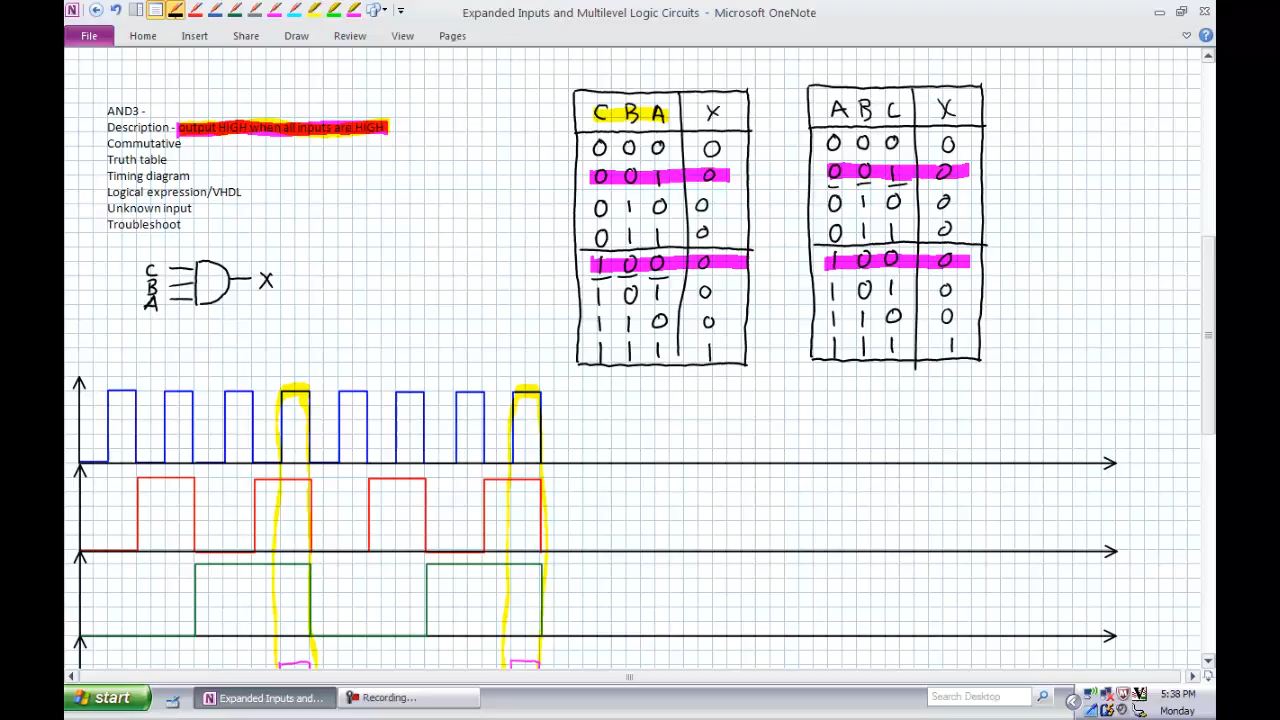 Expanded Inputs and Multilevel Logic Circuits - Microsoft OneNote
File Home Insert Share Draw Review View Pages
AND3 -
Description - output HIGH when all inputs are HIGH
Commutative
Truth table
Timing diagram
Logical expression/VHDL
Unknown input
Troubleshoot
C
B
A
X
C B A X
0 0 0 0
0 0 1 0
0 1 0 0
0 1 1 0
1 0 0 0
1 0 1 0
1 1 0 0
1 1 1 1
A B C X
0 0 0 0
0 0 1 0
0 1 0 0
0 1 1 0
1 0 0 0
1 0 1 0
1 1 0 0
1 1 1 1
start
Expanded Inputs and...
Recording...
Search Desktop
5:38 PM
Monday